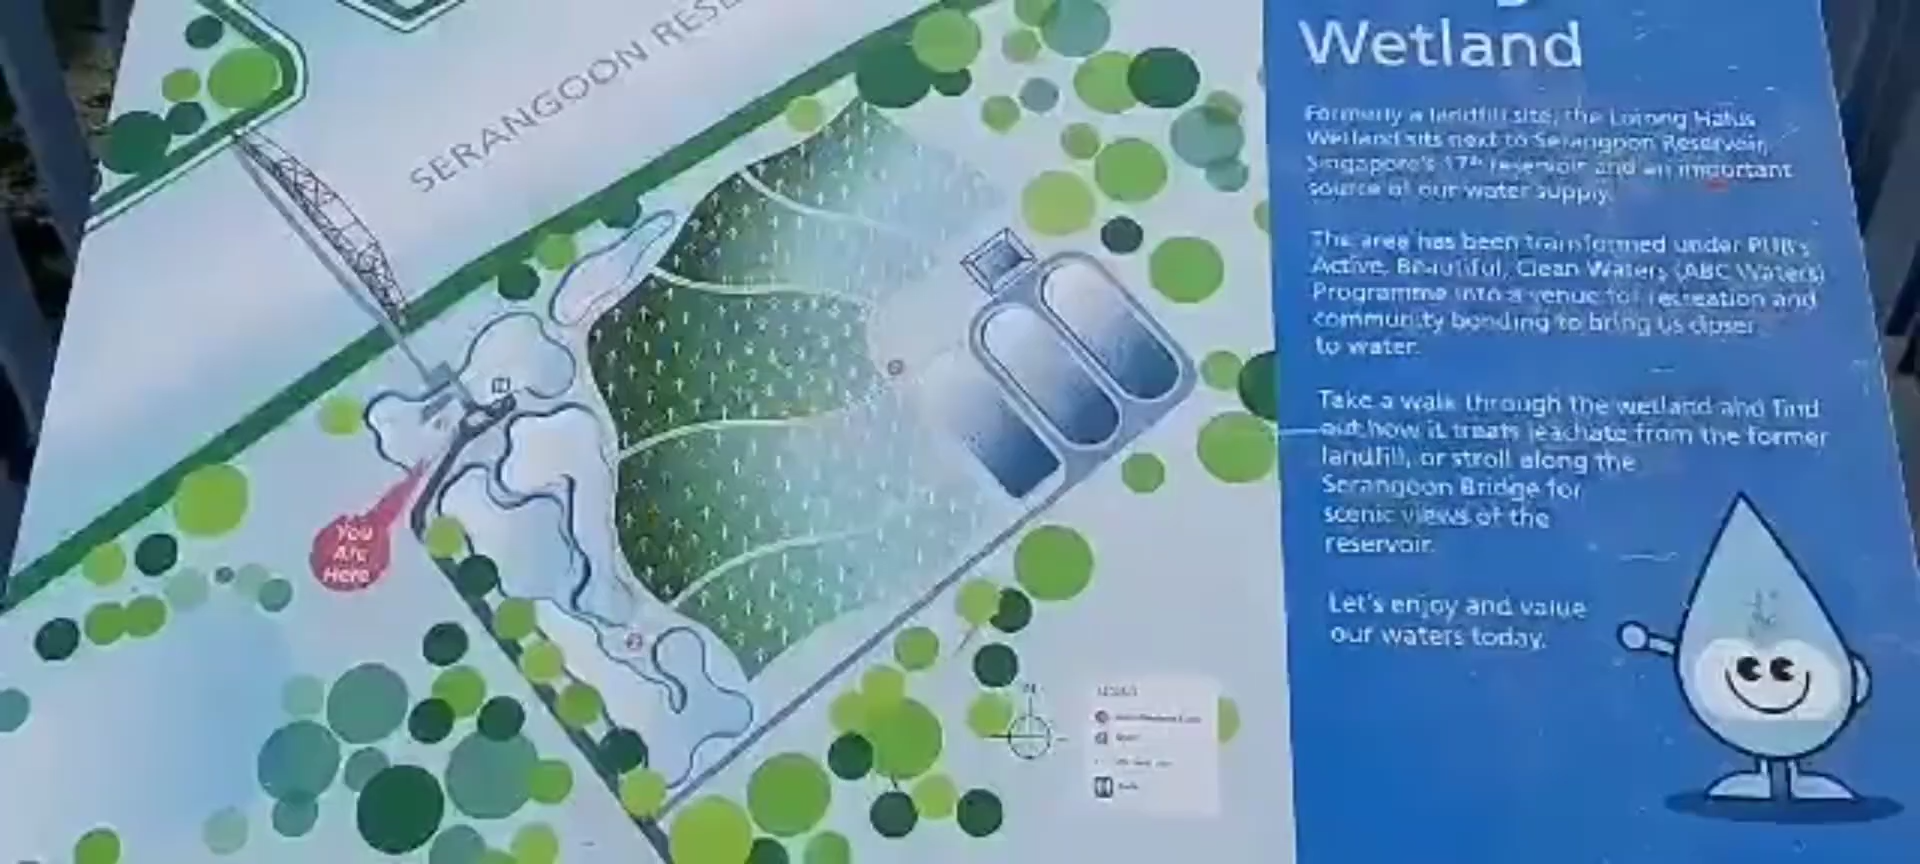 SERANGOON RESE
You
Are
Here
N
Wetland
Formerly a landfill site, the Lorong Halus
Wetland sits next to Serangoon Reservoir,
Singapore's 17th reservoir and an important
source of our water supply.
The area has been transformed under PUB's
Active, Beautiful, Clean Waters (ABC Waters)
Programme into a venue for recreation and
community bonding to bring us closer
to water.
Take a walk through the wetland and find
out how it treats leachate from the former
landfill, or stroll along the
Serangoon Bridge for
scenic views of the
reservoir.
Let's enjoy and value
our waters today.